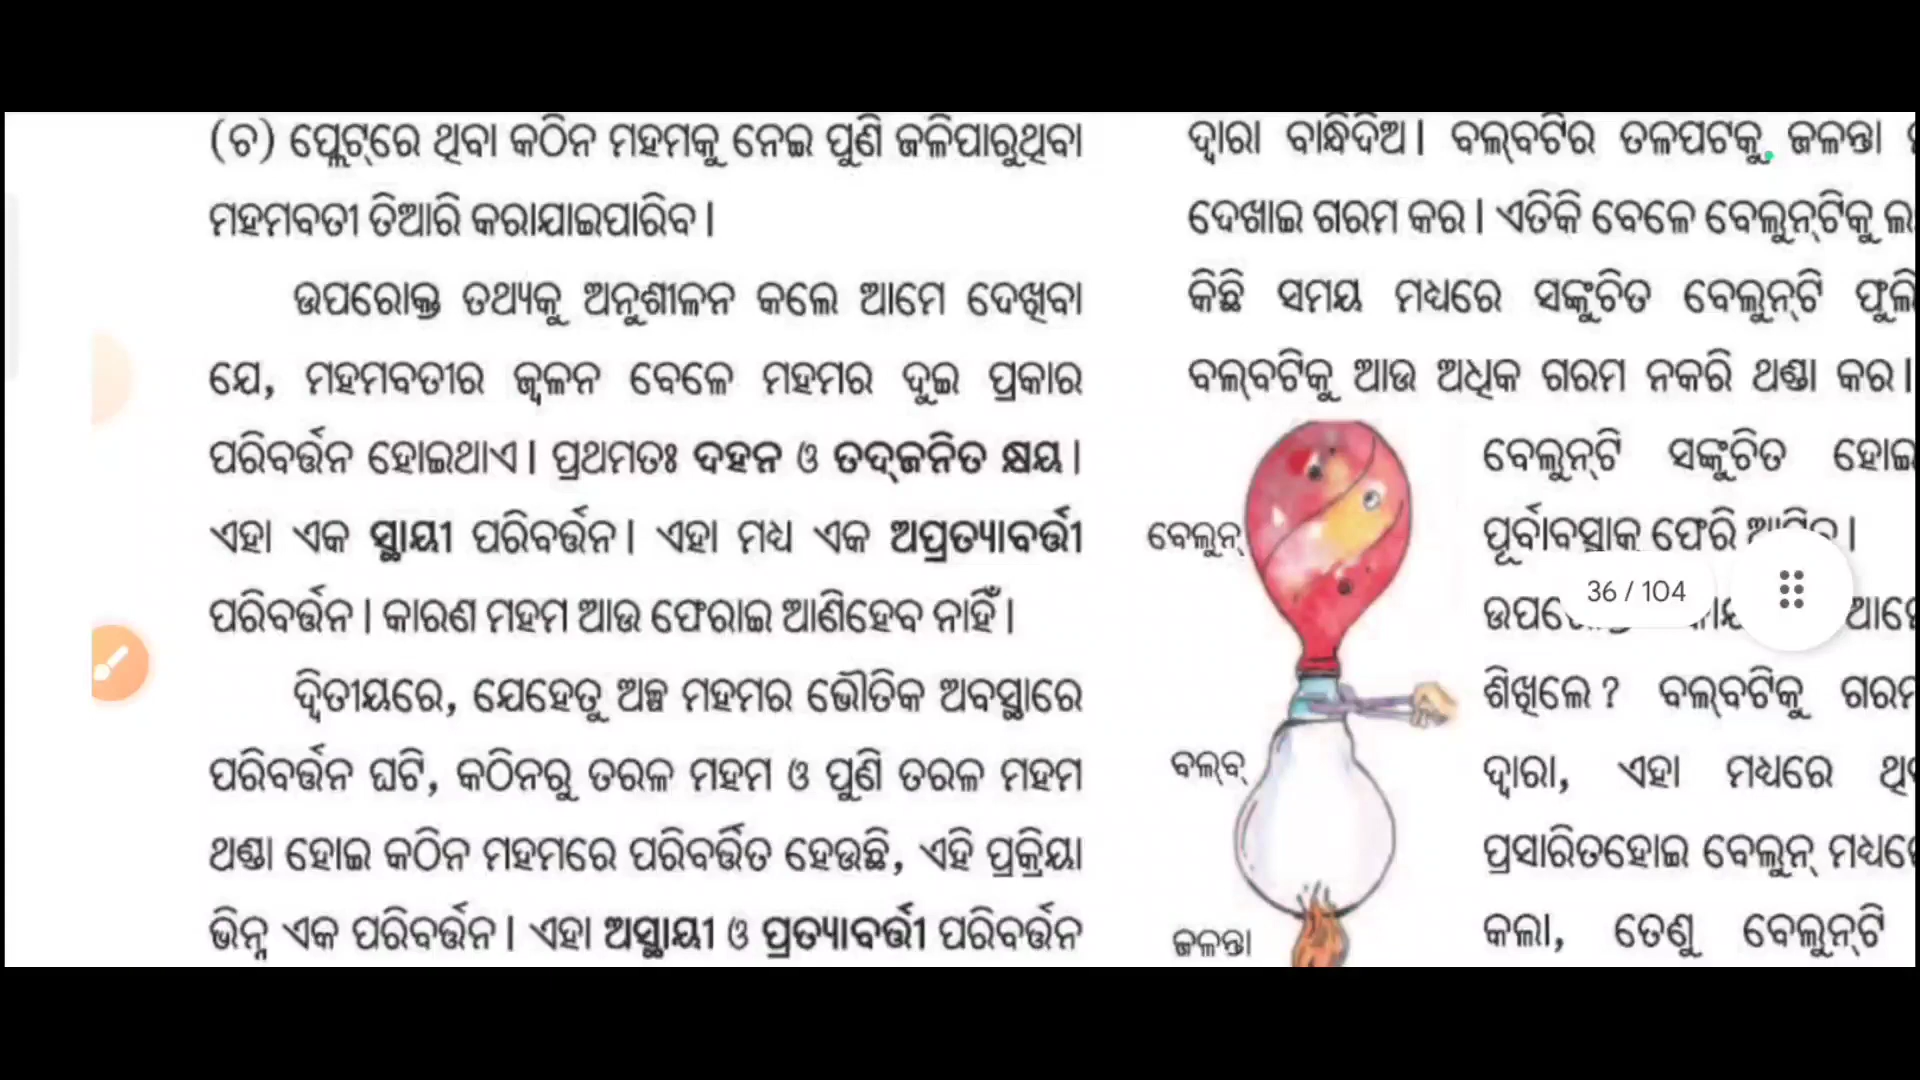 (ଚ) ପ୍ଲେଟ୍‌ରେ ଥିବା କଠିନ ମହମକୁ ନେଇ ପୁଣି ଜଳିପାରୁଥିବା
ମହମବତୀ ତିଆରି କରାଯାଇପାରିବ।
ଉପରୋକ୍ତ ତଥ୍ୟକୁ ଅନୁଶୀଳନ କଲେ ଆମେ ଦେଖିବା
ଯେ, ମହମବତୀର ଜ୍ୱଳନ ବେଳେ ମହମର ଦୁଇ ପ୍ରକାର
ପରିବର୍ତ୍ତନ ହୋଇଥାଏ। ପ୍ରଥମତଃ ଦହନ ଓ ତଦ୍‌ଜନିତ କ୍ଷୟ।
ଏହା ଏକ ସ୍ଥାୟୀ ପରିବର୍ତ୍ତନ। ଏହା ମଧ୍ୟ ଏକ ଅପ୍ରତ୍ୟାବର୍ତ୍ତୀ
ପରିବର୍ତ୍ତନ। କାରଣ ମହମ ଆଉ ଫେରାଇ ଆଣିହେବ ନାହିଁ।
ଦ୍ୱିତୀୟରେ, ଯେହେତୁ ଅଳ୍ପ ମହମର ଭୌତିକ ଅବସ୍ଥାରେ
ପରିବର୍ତ୍ତନ ଘଟି, କଠିନରୁ ତରଳ ମହମ ଓ ପୁଣି ତରଳ ମହମ
ଥଣ୍ଡା ହୋଇ କଠିନ ମହମରେ ପରିବର୍ତ୍ତିତ ହେଉଛି, ଏହି ପ୍ରକ୍ରିୟା
ଭିନ୍ନ ଏକ ପରିବର୍ତ୍ତନ। ଏହା ଅସ୍ଥାୟୀ ଓ ପ୍ରତ୍ୟାବର୍ତ୍ତୀ ପରିବର୍ତ୍ତନ
ଦ୍ୱାରା ବାନ୍ଧିଦିଅ। ବଲ୍‌ବଟିର ତଳପଟକୁ ଜଳନ୍ତା
ଦେଖାଇ ଗରମ କର। ଏତିକି ବେଳେ ବେଲୁନ୍‌ଟିକୁ
କିଛି ସମୟ ମଧ୍ୟରେ ସଙ୍କୁଚିତ ବେଲୁନ୍‌ଟି
ବଲ୍‌ବଟିକୁ ଆଉ ଅଧିକ ଗରମ ନକରି ଥଣ୍ଡା କର।
ବେଲୁନ୍‌ଟି ସଙ୍କୁଚିତ ହୋଇ
ପୂର୍ବାବସ୍ଥାକୁ ଫେରି
ଶିଖିଲେ? ବଲ୍‌ବଟିକୁ
ଦ୍ୱାରା, ଏହା ମଧ୍ୟରେ
ପ୍ରସାରିତହୋଇ ବେଲୁନ୍
କଲା, ତେଣୁ ବେଲୁନ୍‌ଟି
ବେଲୁନ୍
ବଲ୍‌ବ୍
ଜଳନ୍ତା
36 / 104